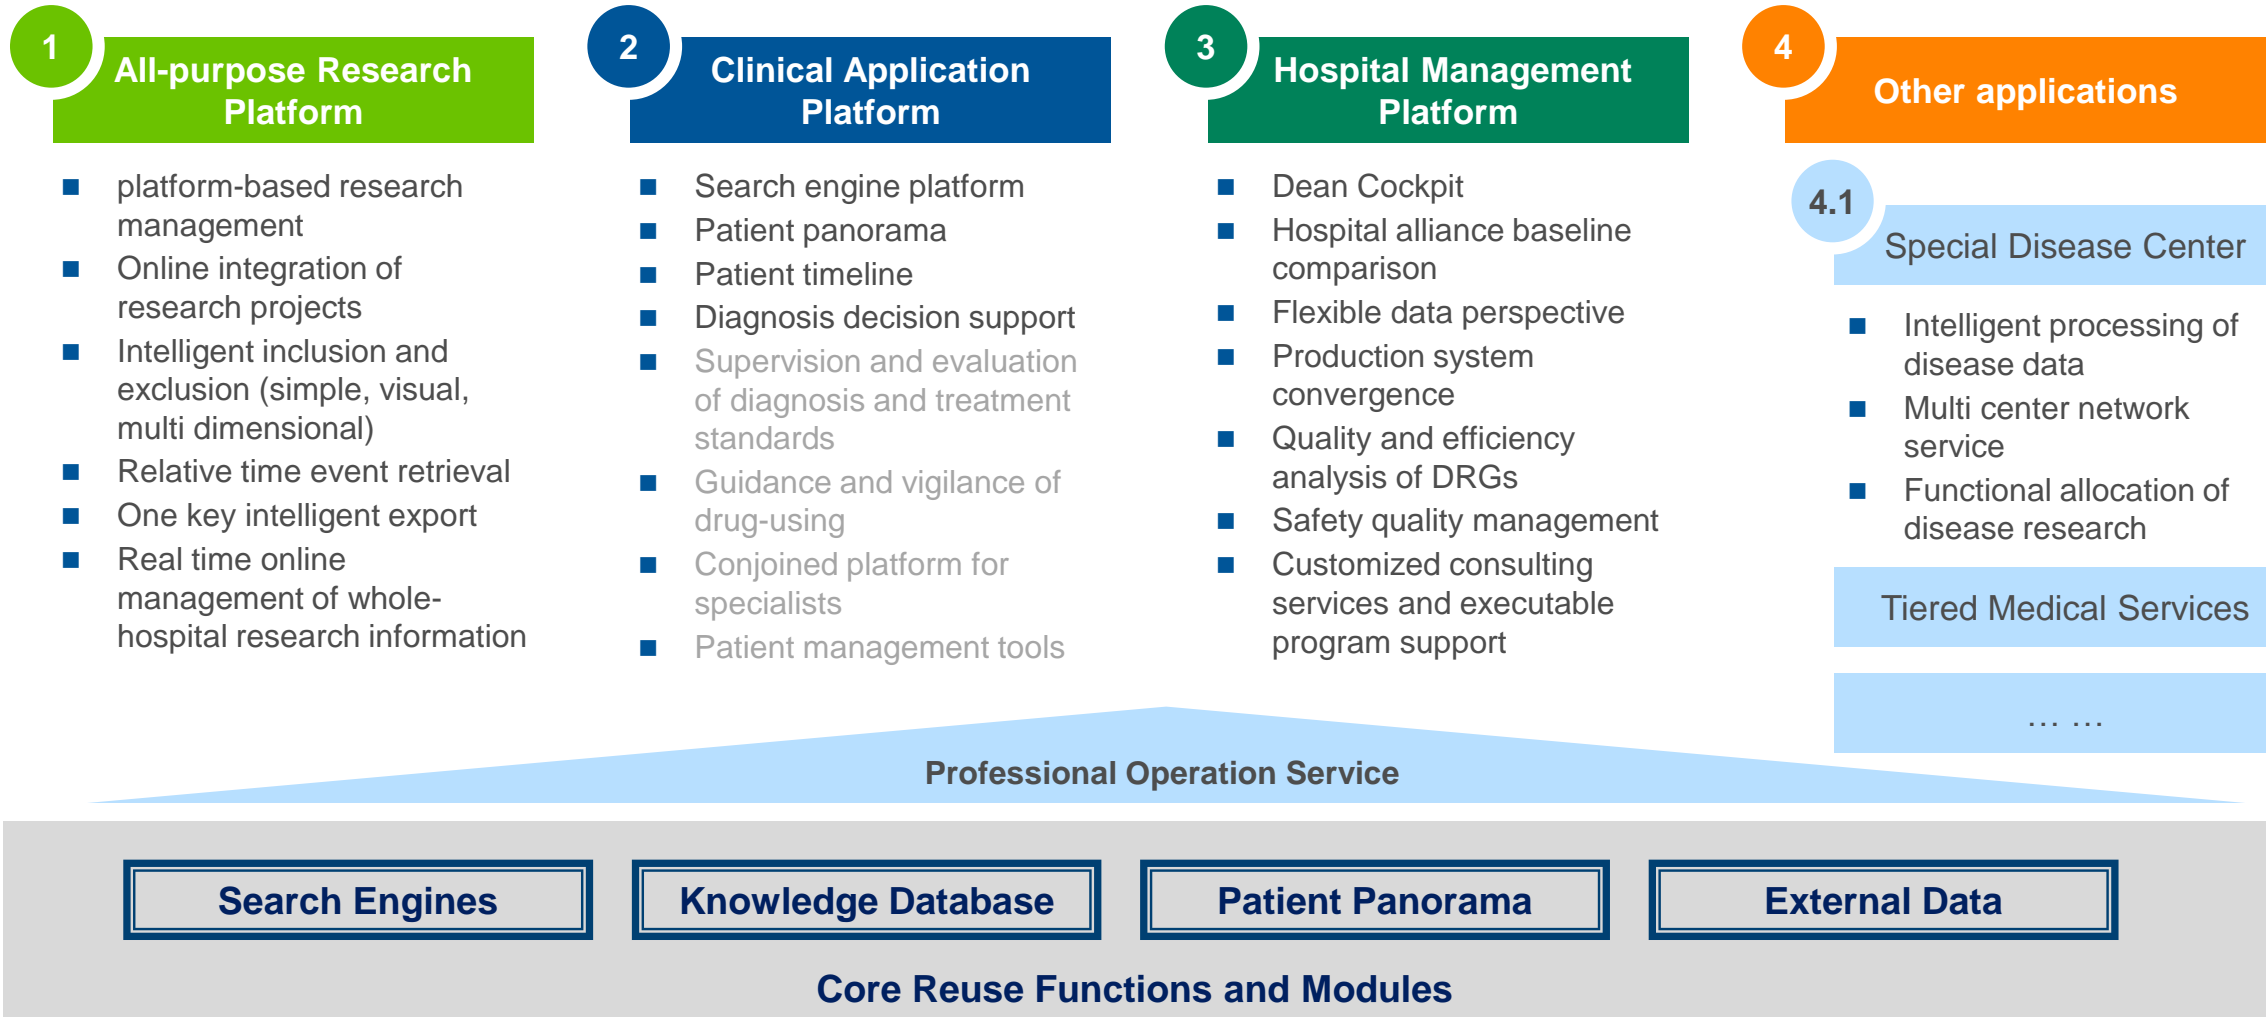 1
All-purpose Research
Platform
platform-based research
management
Online integration of
research projects
Intelligent inclusion and
exclusion (simple, visual,
multi dimensional)
Relative time event retrieval
One key intelligent export
Real time online
management of whole-
hospital research information
2
Clinical Application
Platform
Search engine platform
Patient panorama
Patient timeline
Diagnosis decision support
Supervision and evaluation
of diagnosis and treatment
standards
Guidance and vigilance of
drug-using
Conjoined platform for
specialists
Patient management tools
3
Hospital Management
Platform
Dean Cockpit
Hospital alliance baseline
comparison
Flexible data perspective
Production system
convergence
Quality and efficiency
analysis of DRGs
Safety quality management
Customized consulting
services and executable
program support
4
Other applications
4.1
Special Disease Center
Intelligent processing of
disease data
Multi center network
service
Functional allocation of
disease research
Tiered Medical Services
… …
Professional Operation Service
Search Engines
Knowledge Database
Patient Panorama
External Data
Core Reuse Functions and Modules